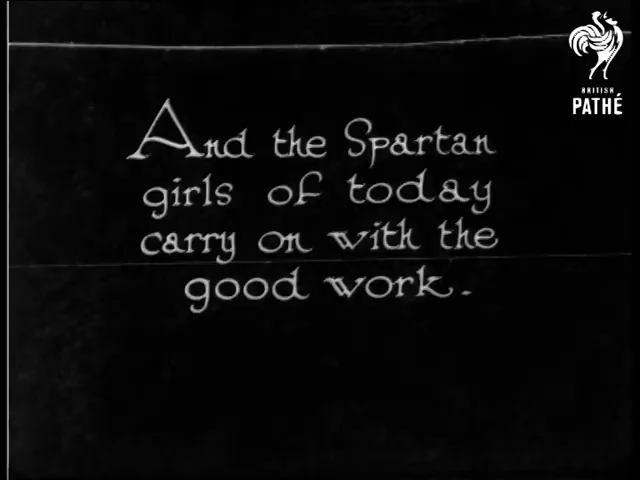 BRITISH
PATHÉ
And the Spartan
girls of today
carry on with the
good work.